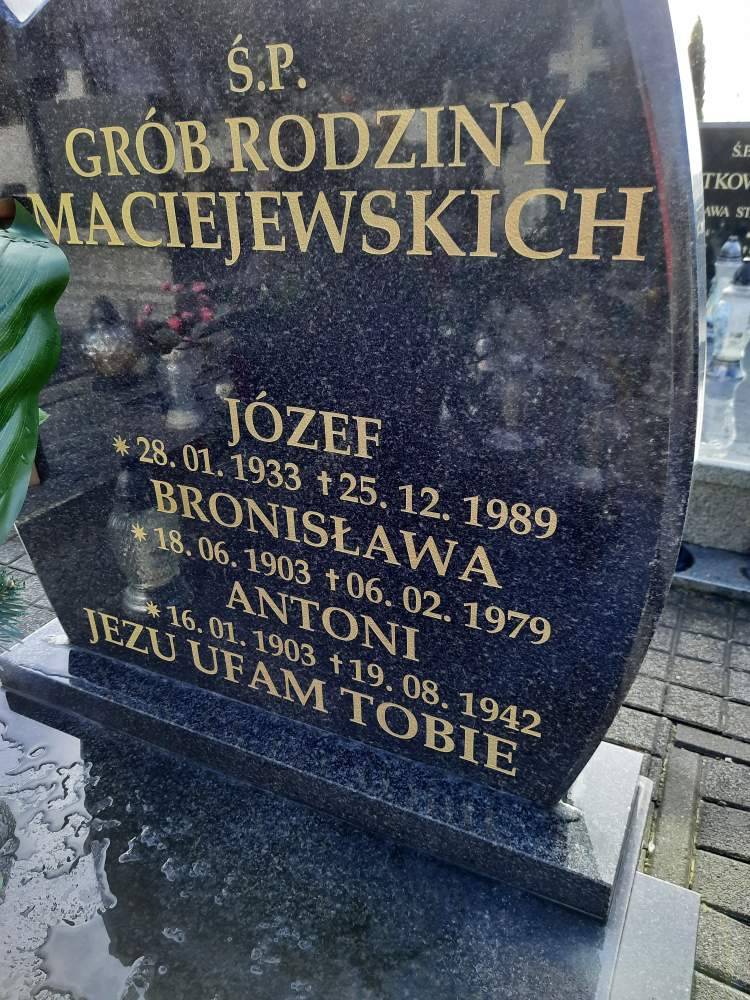 Ś.P.
GRÓB RODZINY
MACIEJEWSKICH
JÓZEF
* 28. 01. 1933 † 25. 12. 1989
BRONISŁAWA
* 18. 06. 1903 † 06. 02. 1979
ANTONI
* 16. 01. 1903 † 19. 08. 1942
JEZU UFAM TOBIE